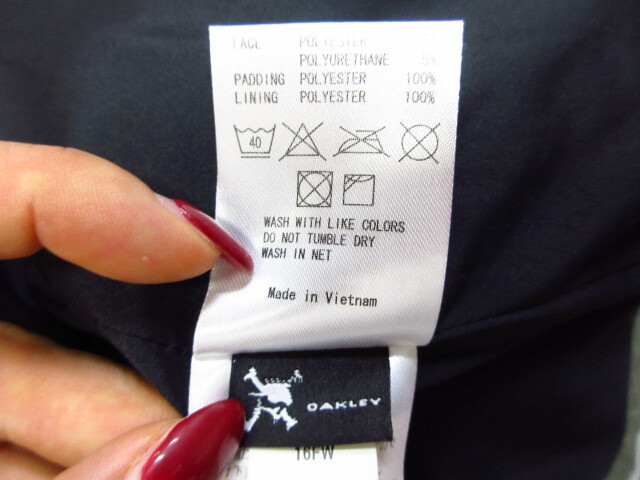 FACE POLYESTER
POLYURETHANE 5%
PADDING POLYESTER 100%
LINING POLYESTER 100%
40
WASH WITH LIKE COLORS
DO NOT TUMBLE DRY
WASH IN NET
Made in Vietnam
OAKLEY
16FW